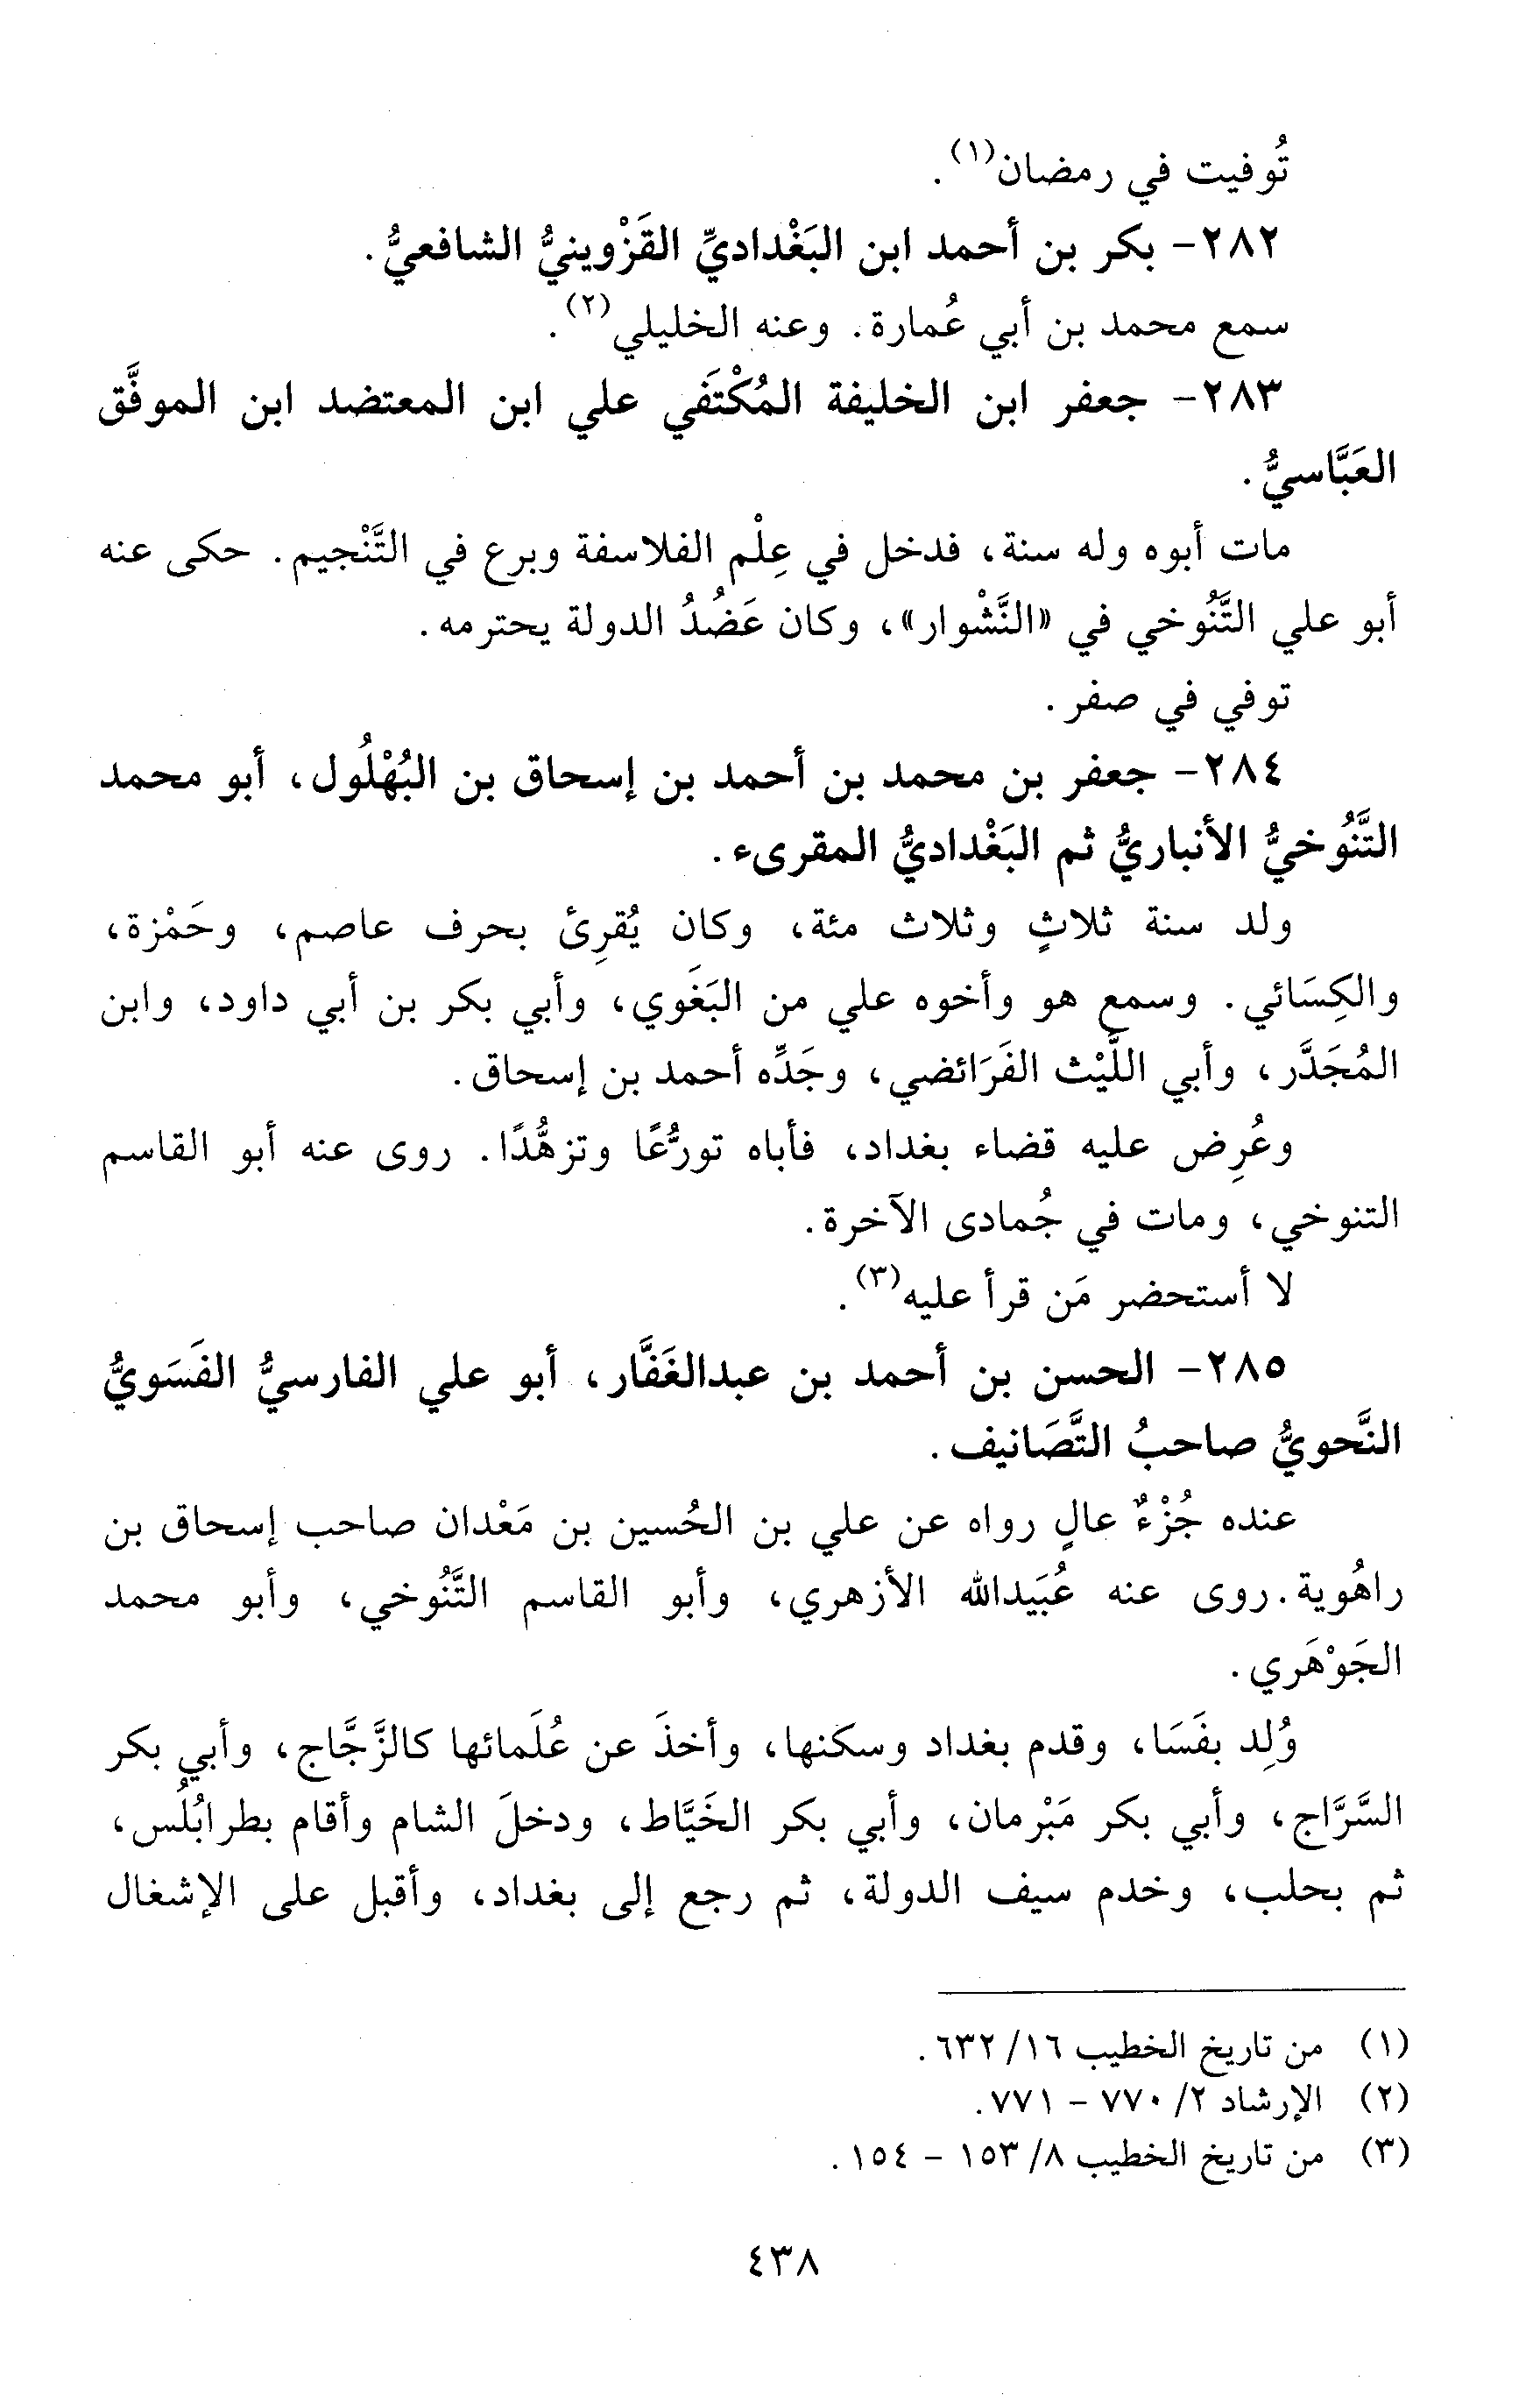 تُوفيت في رمضان(١).
٢٨٢- بكر بن أحمد ابن البَغْداديِّ القَزْوينيُّ الشافعيُّ.
سمع محمد بن أبي عُمارة. وعنه الخليلي(٢).
٢٨٣- جعفر ابن الخليفة المُكْتَفي علي ابن المعتضد ابن الموفَّق
العَبَّاسيُّ.
مات أبوه وله سنة، فدخل في عِلْم الفلاسفة وبرع في التَّنْجيم. حكى عنه
أبو علي التَّنُوخي في «النَّشْوار»، وكان عَضُدُ الدولة يحترمه.
توفي في صفر.
٢٨٤- جعفر بن محمد بن أحمد بن إسحاق بن البُهْلُول، أبو محمد
التَّنُوخيُّ الأنباريُّ ثم البَغْداديُّ المقرىء.
ولد سنة ثلاثٍ وثلاث مئة، وكان يُقرِئ بحرف عاصم، وحَمْزة،
والكِسَائي. وسمع هو وأخوه علي من البَغَوي، وأبي بكر بن أبي داود، وابن
المُجَدَّر، وأبي اللَّيْث الفَرَائضي، وجَدِّه أحمد بن إسحاق.
وعُرِض عليه قضاء بغداد، فأباه تورُّعًا وتزهُّدًا. روى عنه أبو القاسم
التنوخي، ومات في جُمادى الآخرة.
لا أستحضر مَن قرأ عليه(٣).
٢٨٥- الحسن بن أحمد بن عبدالغَفَّار، أبو علي الفارسيُّ الفَسَويُّ
النَّحويُّ صاحبُ التَّصَانيف.
عنده جُزْءٌ عالٍ رواه عن علي بن الحُسين بن مَعْدان صاحب إسحاق بن
راهُوية. روى عنه عُبَيدالله الأزهري، وأبو القاسم التَّنُوخي، وأبو محمد
الجَوْهَري.
وُلِد بفَسَا، وقدم بغداد وسكنها، وأخذَ عن عُلَمائها كالزَّجَّاج، وأبي بكر
السَّرَّاج، وأبي بكر مَبْرمان، وأبي بكر الخَيَّاط، ودخلَ الشام وأقام بطرابُلُس،
ثم بحلب، وخدم سيف الدولة، ثم رجع إلى بغداد، وأقبل على الإشغال
(١) من تاريخ الخطيب ١٦/ ٦٣٢.
(٢) الإرشاد ٢/ ٧٧٠ - ٧٧١.
(٣) من تاريخ الخطيب ٨/ ١٥٣ - ١٥٤.
٤٣٨